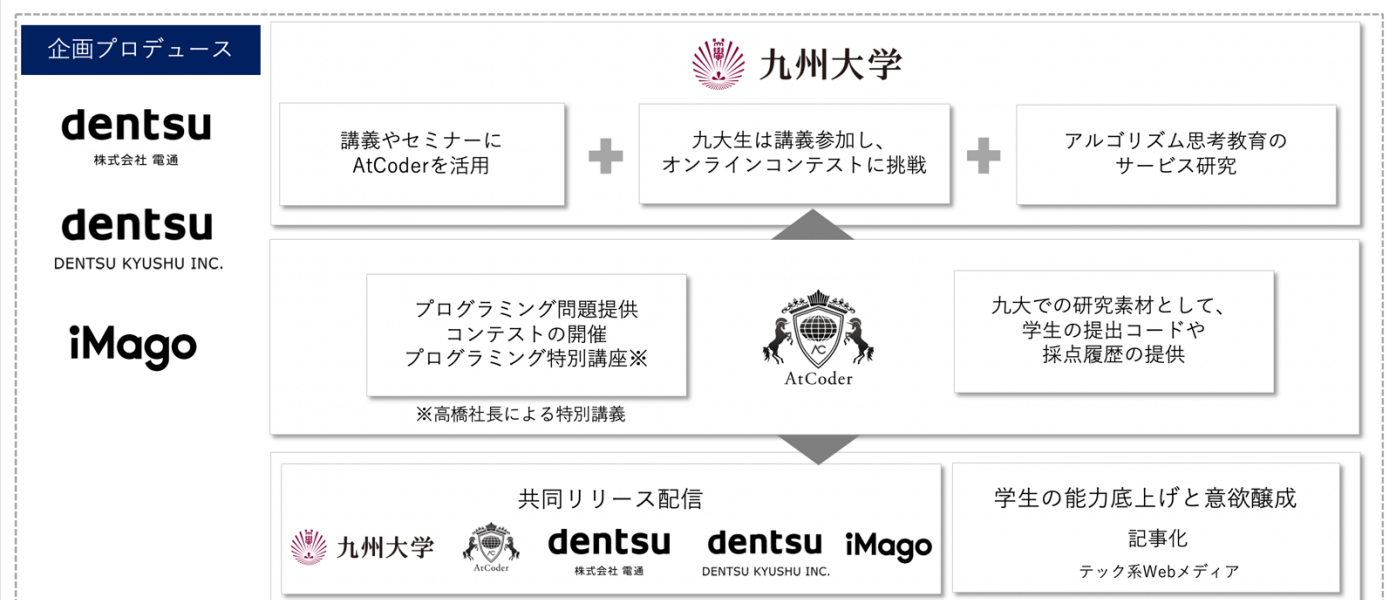 企画プロデュース
dentsu
株式会社 電通
dentsu
DENTSU KYUSHU INC.
iMago
九州大学
講義やセミナーに
AtCoderを活用
九大生は講義参加し、
オンラインコンテストに挑戦
アルゴリズム思考教育の
サービス研究
プログラミング問題提供
コンテストの開催
プログラミング特別講座※
※高橋社長による特別講義
AC
AtCoder
九大での研究素材として、
学生の提出コードや
採点履歴の提供
共同リリース配信
九州大学
AC
AtCoder
dentsu
株式会社 電通
dentsu
DENTSU KYUSHU INC.
iMago
学生の能力底上げと意欲醸成
記事化
テック系Webメディア